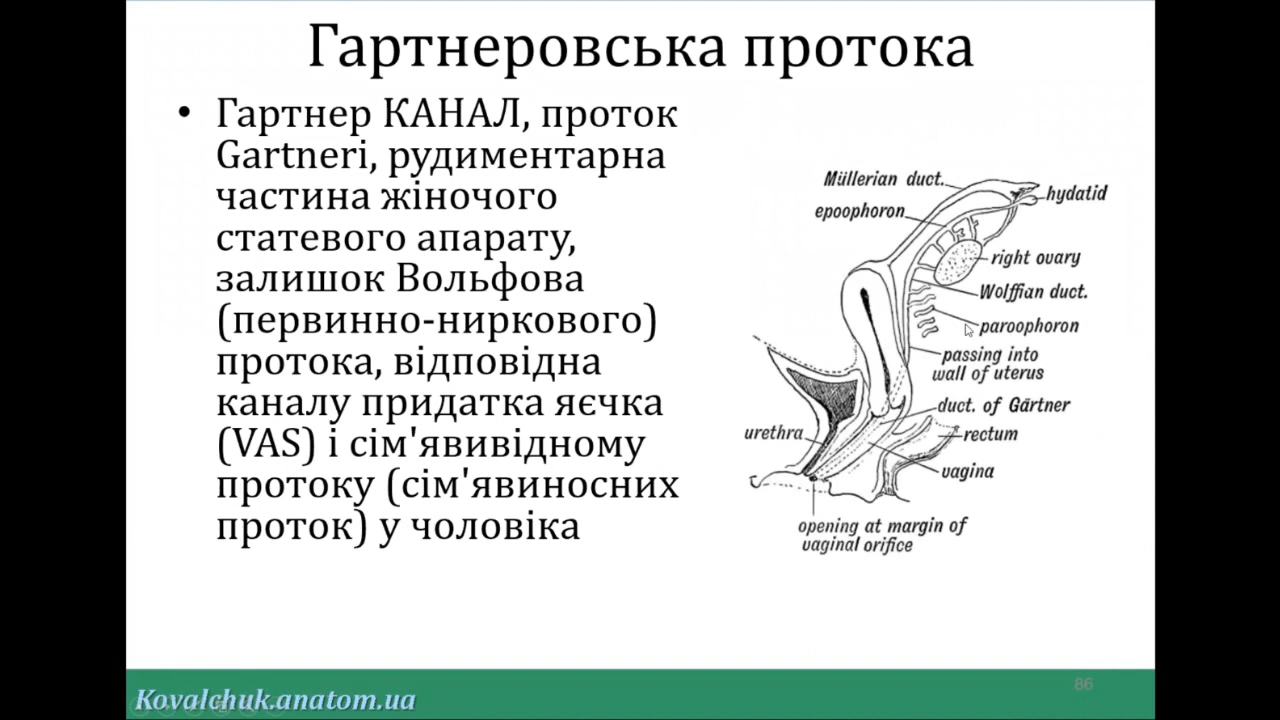 Гартнеровська протока
• Гартнер КАНАЛ, проток
Gartneri, рудиментарна
частина жіночого
статевого апарату,
залишок Вольфова
(первинно-ниркового)
протока, відповідна
каналу придатка яєчка
(VAS) і сім'явивідному
протоку (сім'явиносних
проток) у чоловіка
Müllerian duct.
hydatid
epoophoron
right ovary
Wolffian duct.
paroophoron
passing into
wall of uterus
duct. of Gärtner
urethra
rectum
vagina
opening at margin of
vaginal orifice
86
Kovalchuk.anatom.ua